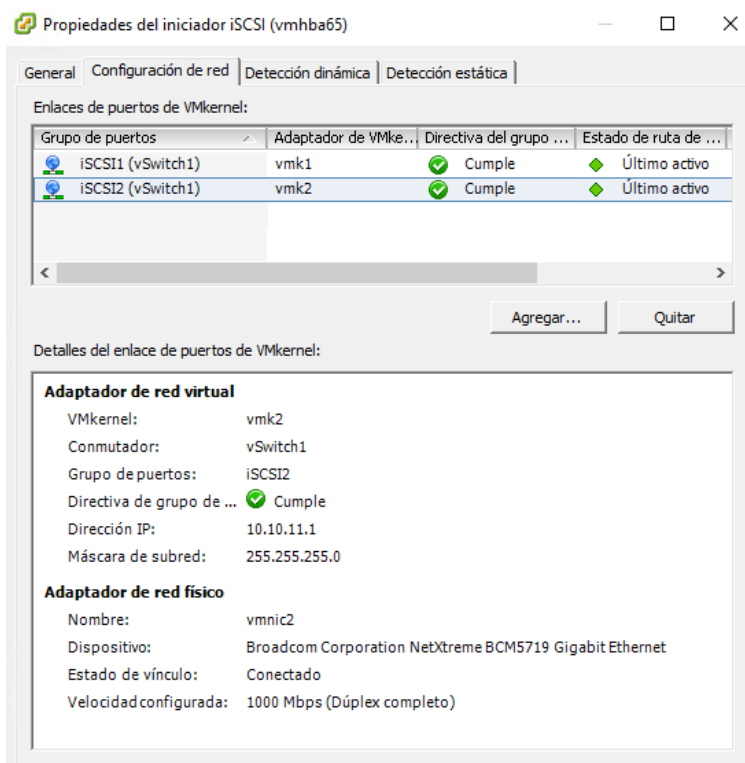 Propiedades del iniciador iSCSI (vmhba65)
General Configuración de red Detección dinámica Detección estática
Enlaces de puertos de VMkernel:
Grupo de puertos Adaptador de VMke... Directiva del grupo ... Estado de ruta de ...
iSCSI1 (vSwitch1) vmk1 Cumple Último activo
iSCSI2 (vSwitch1) vmk2 Cumple Último activo
Agregar... Quitar
Detalles del enlace de puertos de VMkernel:
Adaptador de red virtual
VMkernel: vmk2
Conmutador: vSwitch1
Grupo de puertos: iSCSI2
Directiva de grupo de ... Cumple
Dirección IP: 10.10.11.1
Máscara de subred: 255.255.255.0
Adaptador de red físico
Nombre: vmnic2
Dispositivo: Broadcom Corporation NetXtreme BCM5719 Gigabit Ethernet
Estado de vínculo: Conectado
Velocidad configurada: 1000 Mbps (Dúplex completo)